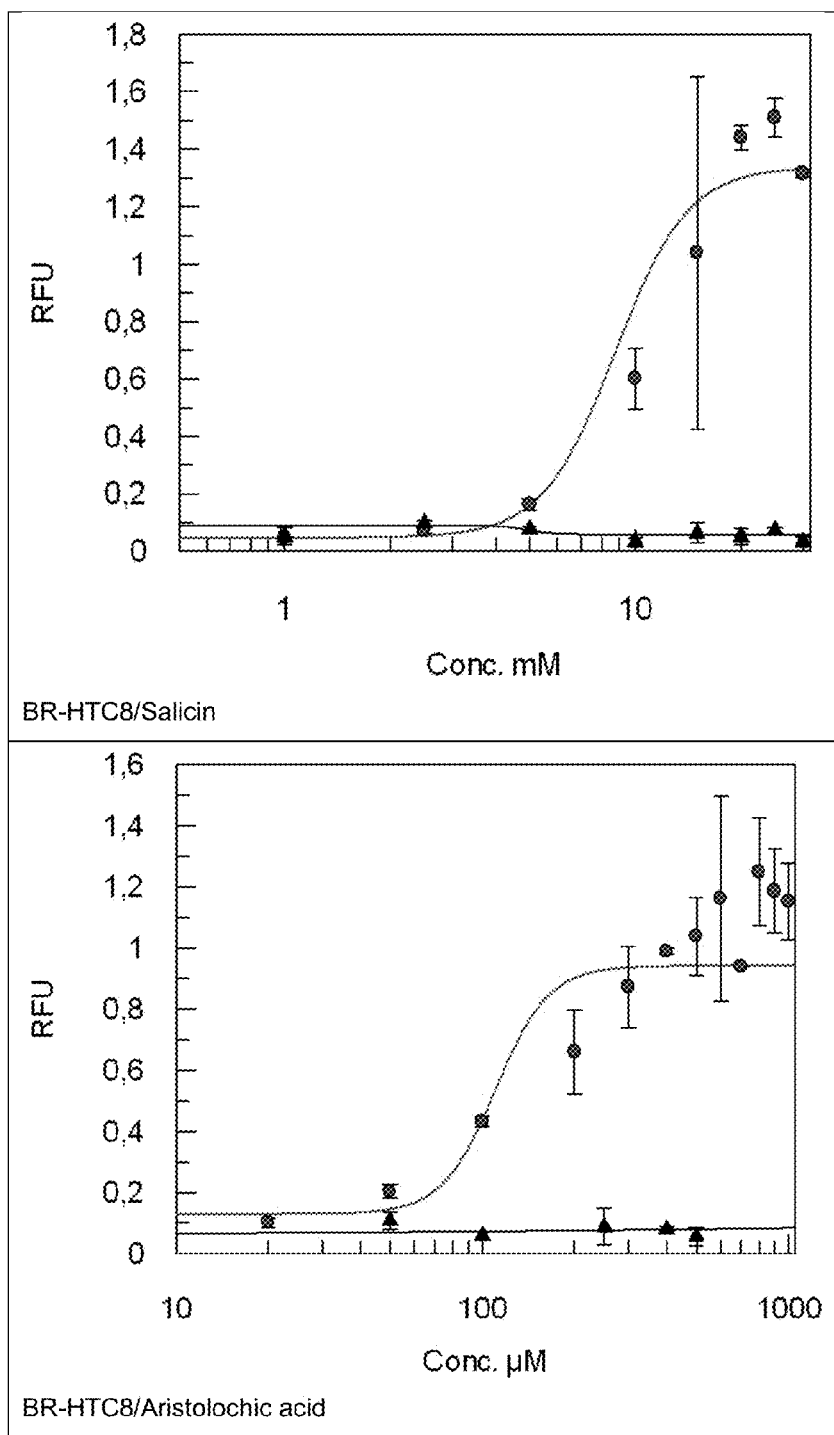 1,8
1,6
1,4
1,2
1
0,8
0,6
0,4
0,2
0
RFU
1 10
Conc. mM
BR-HTC8/Salicin
1,6
1,4
1,2
1
0,8
0,6
0,4
0,2
0
RFU
10 100 1000
Conc. µM
BR-HTC8/Aristolochic acid